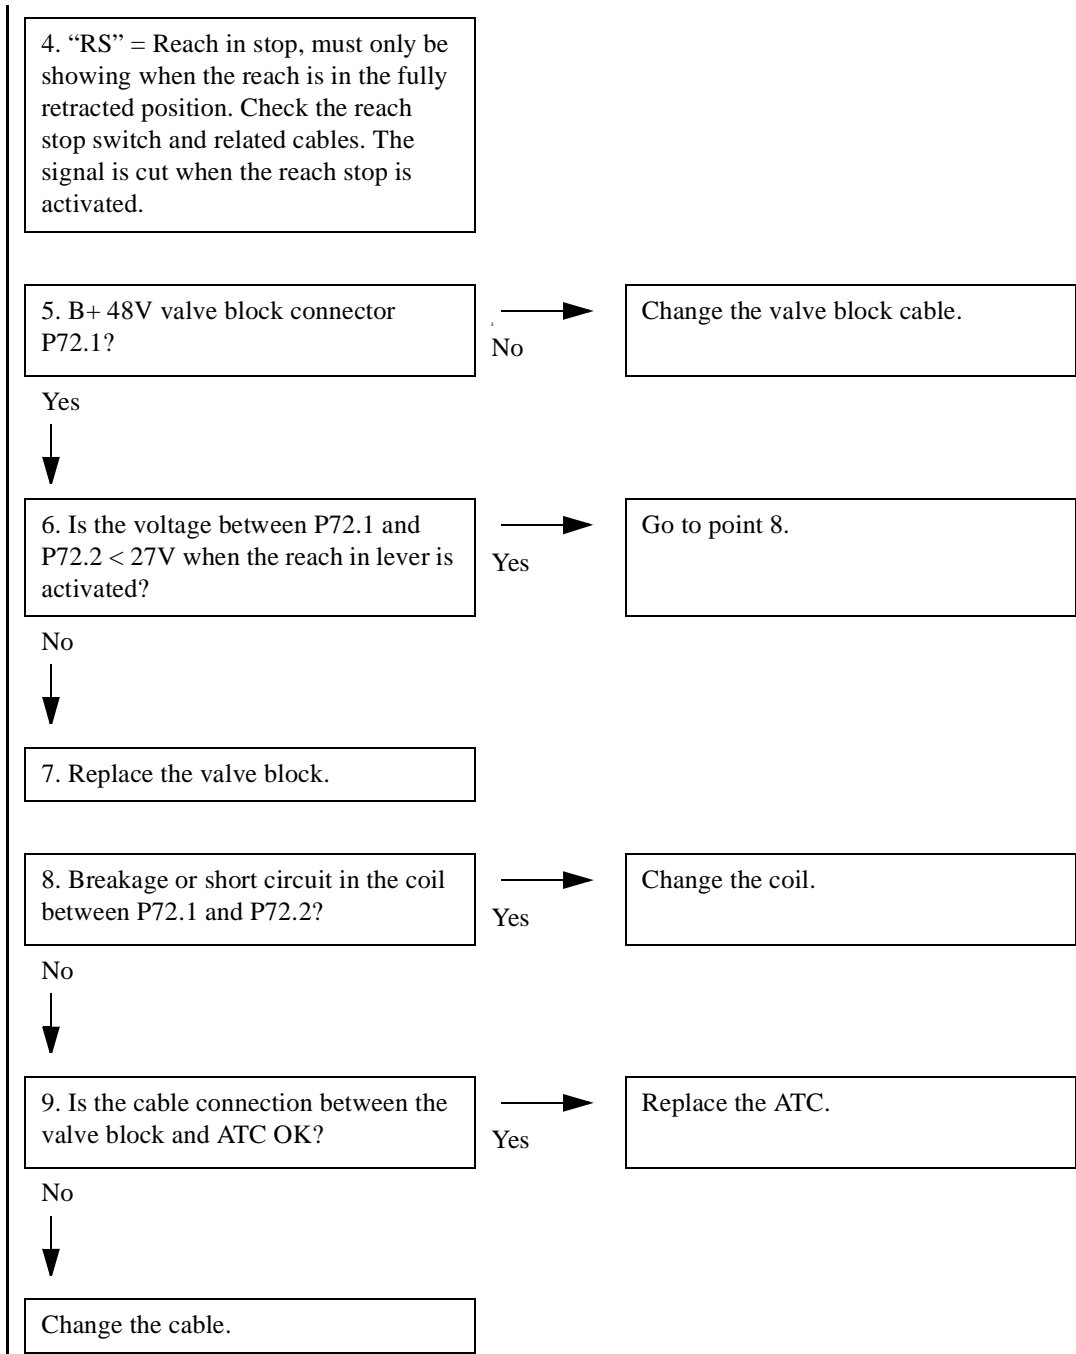 4. “RS” = Reach in stop, must only be
showing when the reach is in the fully
retracted position. Check the reach
stop switch and related cables. The
signal is cut when the reach stop is
activated.
5. B+ 48V valve block connector
P72.1?
No
Change the valve block cable.
Yes
6. Is the voltage between P72.1 and
P72.2 < 27V when the reach in lever is
activated?
Yes
Go to point 8.
No
7. Replace the valve block.
8. Breakage or short circuit in the coil
between P72.1 and P72.2?
Yes
Change the coil.
No
9. Is the cable connection between the
valve block and ATC OK?
Yes
Replace the ATC.
No
Change the cable.